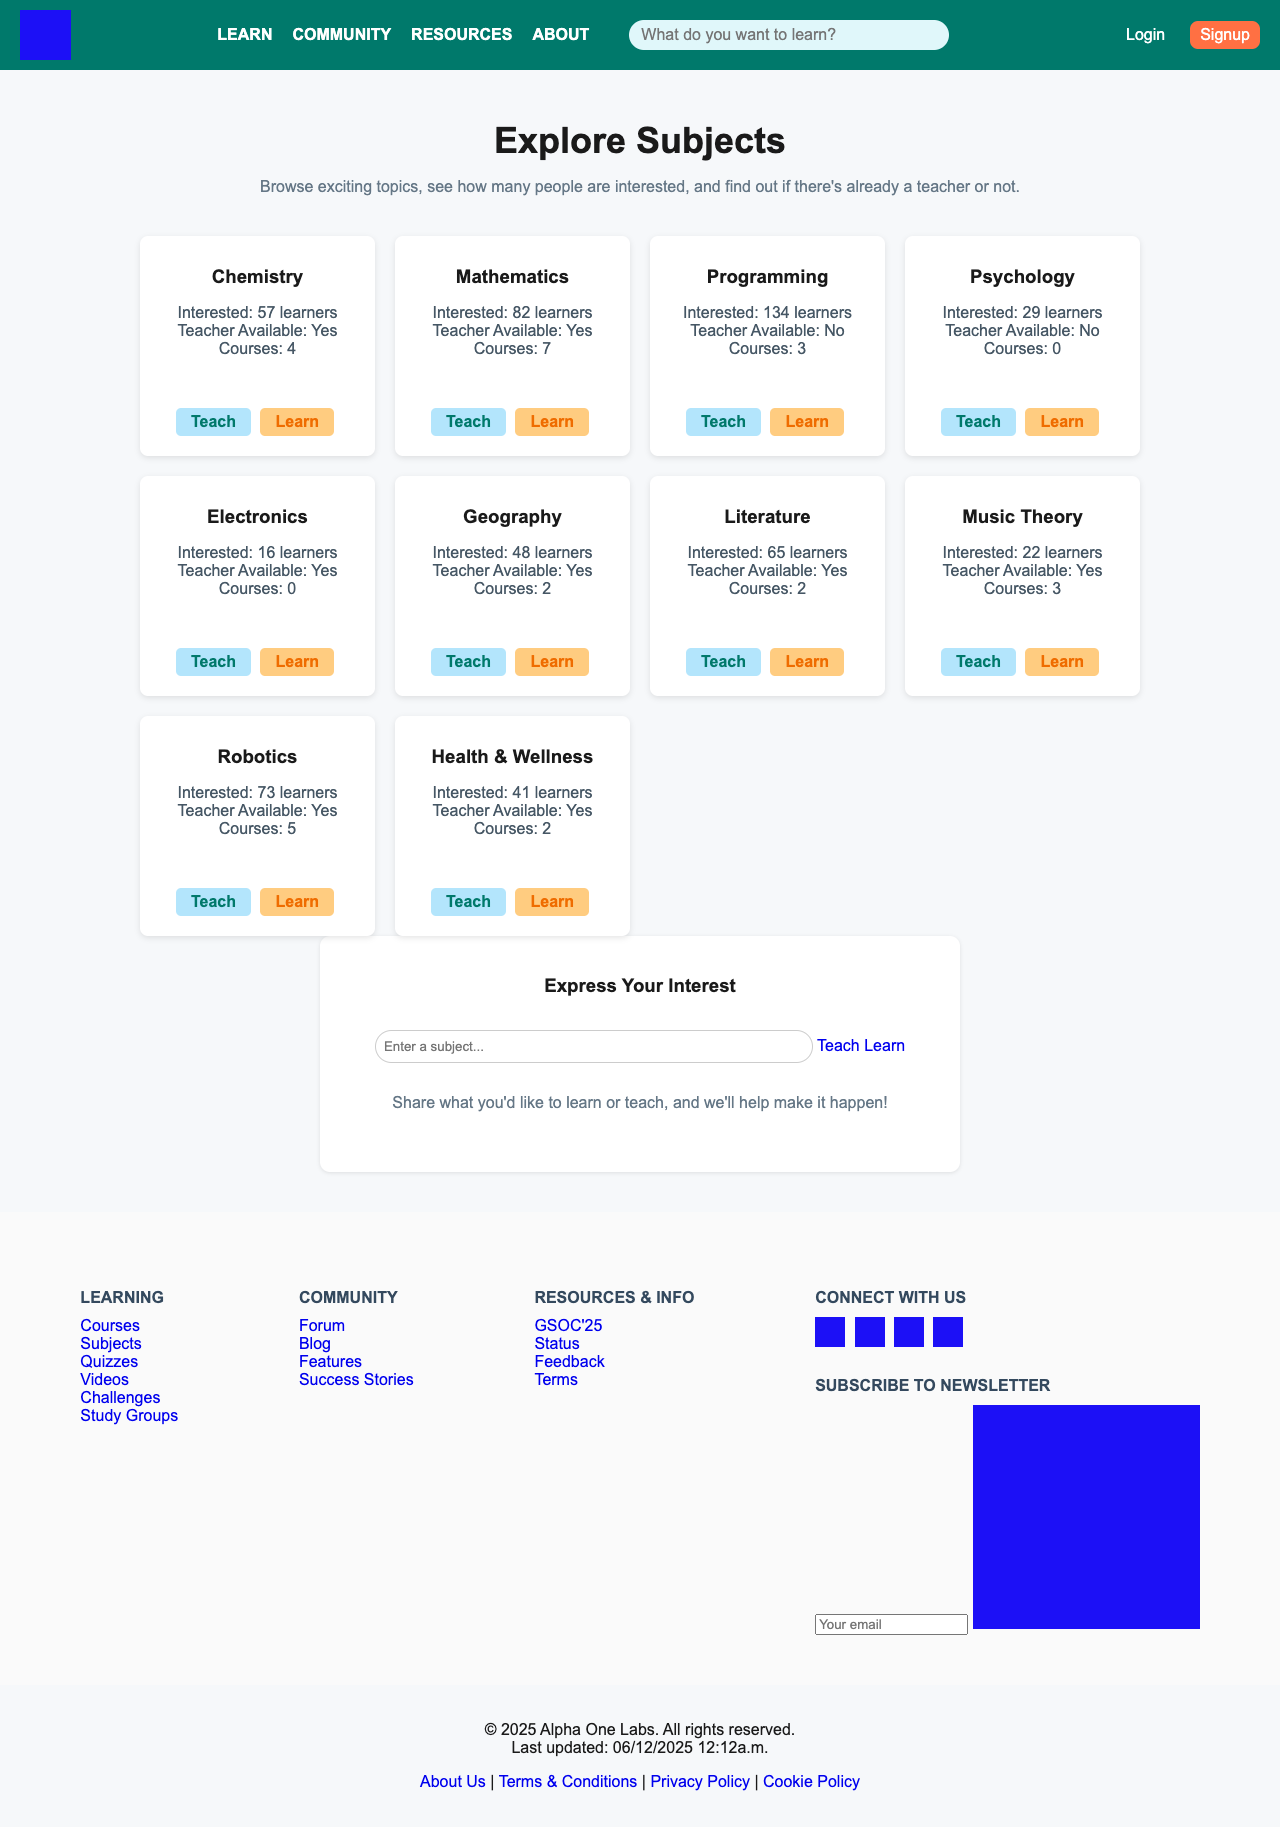 LEARN COMMUNITY RESOURCES ABOUT What do you want to learn? Login Signup
Explore Subjects
Browse exciting topics, see how many people are interested, and find out if there's already a teacher or not.
Chemistry
Interested: 57 learners
Teacher Available: Yes
Courses: 4
Teach Learn
Mathematics
Interested: 82 learners
Teacher Available: Yes
Courses: 7
Teach Learn
Programming
Interested: 134 learners
Teacher Available: No
Courses: 3
Teach Learn
Psychology
Interested: 29 learners
Teacher Available: No
Courses: 0
Teach Learn
Electronics
Interested: 16 learners
Teacher Available: Yes
Courses: 0
Teach Learn
Geography
Interested: 48 learners
Teacher Available: Yes
Courses: 2
Teach Learn
Literature
Interested: 65 learners
Teacher Available: Yes
Courses: 2
Teach Learn
Music Theory
Interested: 22 learners
Teacher Available: Yes
Courses: 3
Teach Learn
Robotics
Interested: 73 learners
Teacher Available: Yes
Courses: 5
Teach Learn
Health & Wellness
Interested: 41 learners
Teacher Available: Yes
Courses: 2
Teach Learn
Express Your Interest
Enter a subject... Teach Learn
Share what you'd like to learn or teach, and we'll help make it happen!
LEARNING
Courses
Subjects
Quizzes
Videos
Challenges
Study Groups
COMMUNITY
Forum
Blog
Features
Success Stories
RESOURCES & INFO
GSOC'25
Status
Feedback
Terms
CONNECT WITH US
SUBSCRIBE TO NEWSLETTER
Your email
© 2025 Alpha One Labs. All rights reserved.
Last updated: 06/12/2025 12:12a.m.
About Us | Terms & Conditions | Privacy Policy | Cookie Policy